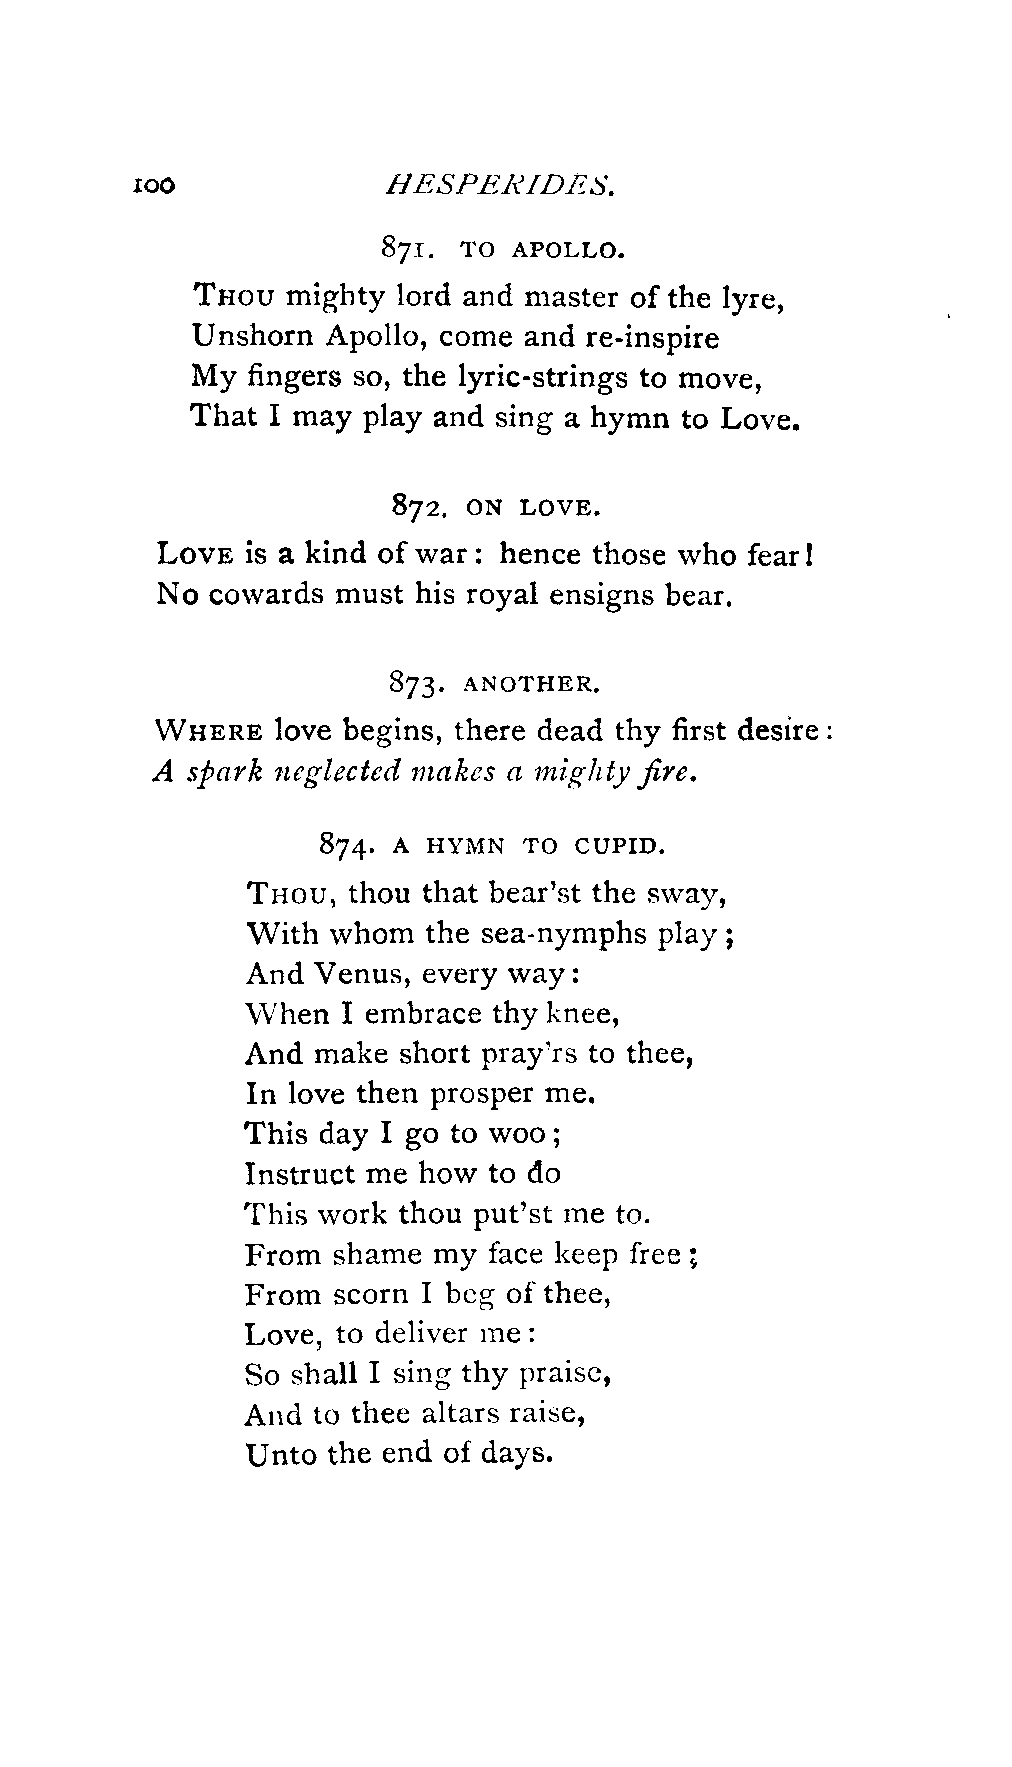 100 HESPERIDES.
871. TO APOLLO.
THOU mighty lord and master of the lyre,
Unshorn Apollo, come and re-inspire
My fingers so, the lyric-strings to move,
That I may play and sing a hymn to Love.
872. ON LOVE.
LOVE is a kind of war: hence those who fear!
No cowards must his royal ensigns bear.
873. ANOTHER.
WHERE love begins, there dead thy first desire:
A spark neglected makes a mighty fire.
874. A HYMN TO CUPID.
THOU, thou that bear'st the sway,
With whom the sea-nymphs play;
And Venus, every way:
When I embrace thy knee,
And make short pray'rs to thee,
In love then prosper me.
This day I go to woo;
Instruct me how to do
This work thou put'st me to.
From shame my face keep free;
From scorn I beg of thee,
Love, to deliver me:
So shall I sing thy praise,
And to thee altars raise,
Unto the end of days.